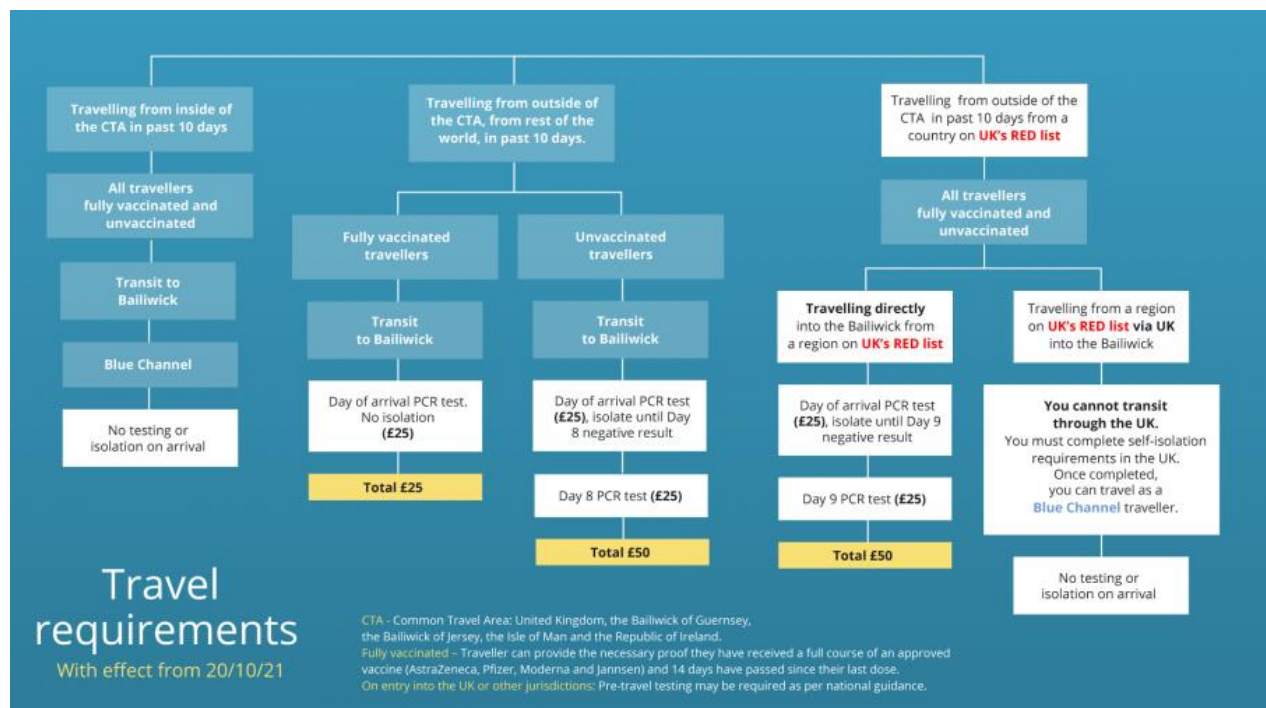 Travelling from inside of
the CTA in past 10 days
All travellers
fully vaccinated and
unvaccinated
Transit to
Bailiwick
Blue Channel
No testing or
isolation on arrival
Travelling from outside of
the CTA, from rest of the
world, in past 10 days.
Fully vaccinated
travellers
Transit
to Bailiwick
Day of arrival PCR test.
No isolation
(£25)
Total £25
Unvaccinated
travellers
Transit
to Bailiwick
Day of arrival PCR test
(£25), isolate until Day
8 negative result
Day 8 PCR test (£25)
Total £50
Travelling from outside of the
CTA in past 10 days from a
country on UK's RED list
All travellers
fully vaccinated and
unvaccinated
Travelling directly
into the Bailiwick from
a region on UK's RED list
Day of arrival PCR test
(£25), isolate until Day 9
negative result
Day 9 PCR test (£25)
Total £50
Travelling from a region
on UK's RED list via UK
into the Bailiwick
You cannot transit
through the UK.
You must complete self-isolation
requirements in the UK.
Once completed,
you can travel as a
Blue Channel traveller.
No testing or
isolation on arrival
Travel
requirements
With effect from 20/10/21
CTA - Common Travel Area: United Kingdom, the Bailiwick of Guernsey,
the Bailiwick of Jersey, the Isle of Man and the Republic of Ireland.
Fully vaccinated – Traveller can provide the necessary proof they have received a full course of an approved
vaccine (AstraZeneca, Pfizer, Moderna and Jannsen) and 14 days have passed since their last dose.
On entry into the UK or other jurisdictions: Pre-travel testing may be required as per national guidance.